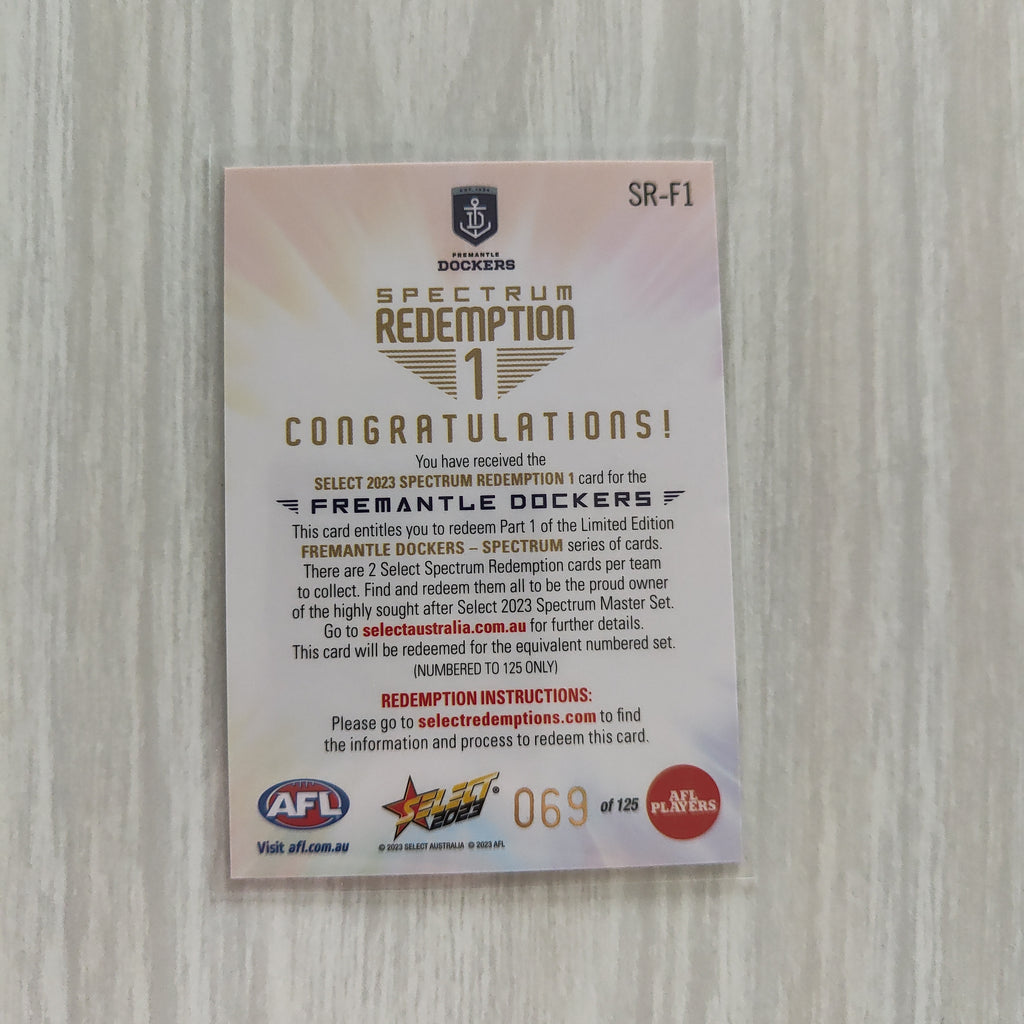 SR-F1
EST. 1994
FREMANTLE
DOCKERS
SPECTRUM
REDEMPTION
1
CONGRATULATIONS!
You have received the
SELECT 2023 SPECTRUM REDEMPTION 1 card for the
FREMANTLE DOCKERS
This card entitles you to redeem Part 1 of the Limited Edition
FREMANTLE DOCKERS – SPECTRUM series of cards.
There are 2 Select Spectrum Redemption cards per team
to collect. Find and redeem them all to be the proud owner
of the highly sought after Select 2023 Spectrum Master Set.
Go to selectaustralia.com.au for further details.
This card will be redeemed for the equivalent numbered set.
(NUMBERED TO 125 ONLY)
REDEMPTION INSTRUCTIONS:
Please go to selectredemptions.com to find
the information and process to redeem this card.
AFL
Visit afl.com.au
SELECT®
2023
© 2023 SELECT AUSTRALIA © 2023 AFL
069 of 125
AFL
PLAYERS